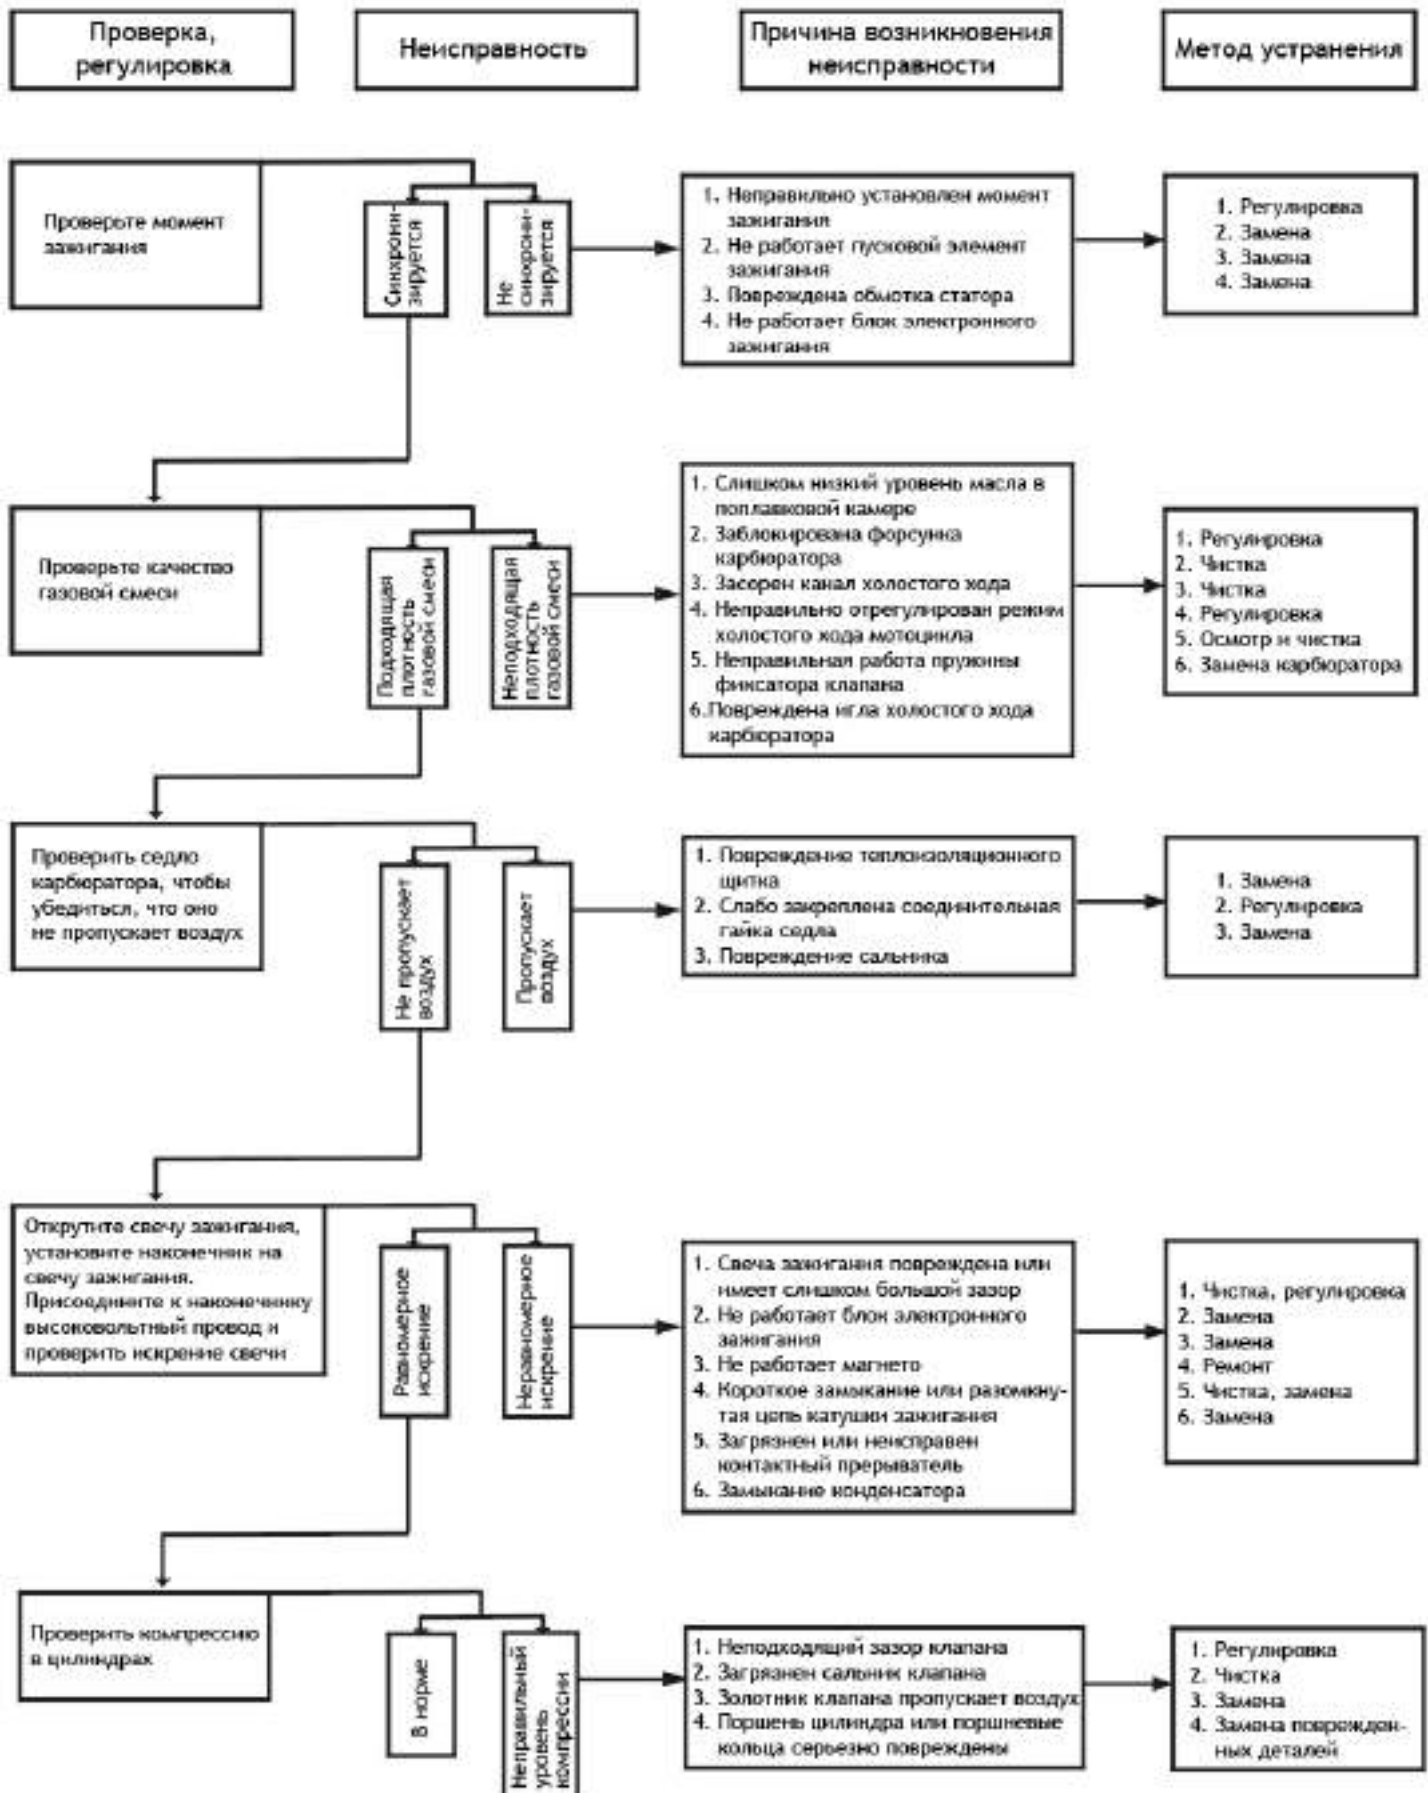 Проверка,
регулировка
Неисправность
Причина возникновения
неисправности
Метод устранения
Проверьте момент
зажигания
Синхрони-
зируется
Не
синхрони-
зируется
1. Неправильно установлен момент
зажигания
2. Не работает пусковой элемент
зажигания
3. Повреждена обмотка статора
4. Не работает блок электронного
зажигания
1. Регулировка
2. Замена
3. Замена
4. Замена
Проверьте качество
газовой смеси
Подходящая
плотность
газовой смеси
Неподходящая
плотность
газовой смеси
1. Слишком низкий уровень масла в
поплавковой камере
2. Заблокирована форсунка
карбюратора
3. Засорен канал холостого хода
4. Неправильно отрегулирован режим
холостого хода мотоцикла
5. Неправильная работа пружины
фиксатора клапана
6.Повреждена игла холостого хода
карбюратора
1. Регулировка
2. Чистка
3. Чистка
4. Регулировка
5. Осмотр и чистка
6. Замена карбюратора
Проверить седло
карбюратора, чтобы
убедиться, что оно
не пропускает воздух
Не пропускает
воздух
Пропускает
воздух
1. Повреждение теплоизоляционного
щитка
2. Слабо закреплена соединительная
гайка седла
3. Повреждение сальника
1. Замена
2. Регулировка
3. Замена
Открутите свечу зажигания,
установите наконечник на
свечу зажигания.
Присоедините к наконечнику
высоковольтный провод и
проверить искрение свечи
Равномерное
искрение
Неравномерное
искрение
1. Свеча зажигания повреждена или
имеет слишком большой зазор
2. Не работает блок электронного
зажигания
3. Не работает магнето
4. Короткое замыкание или разомкну-
тая цепь катушки зажигания
5. Загрязнен или неисправен
контактный прерыватель
6. Замыкание конденсатора
1. Чистка, регулировка
2. Замена
3. Замена
4. Ремонт
5. Чистка, замена
6. Замена
Проверить компрессию
в цилиндрах
В норме
Неправильный
уровень
компрессии
1. Неподходящий зазор клапана
2. Загрязнен сальник клапана
3. Золотник клапана пропускает воздух
4. Поршень цилиндра или поршневые
кольца серьезно повреждены
1. Регулировка
2. Чистка
3. Замена
4. Замена поврежден-
ных деталей